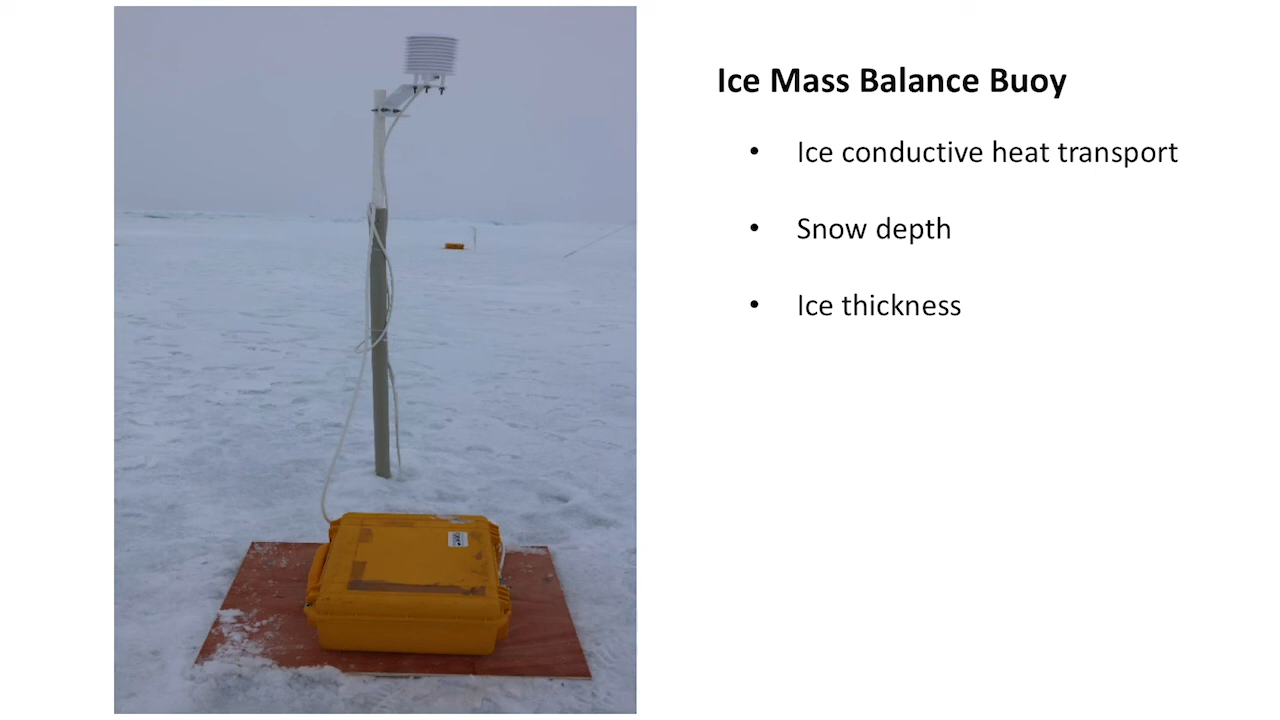 Ice Mass Balance Buoy
• Ice conductive heat transport
• Snow depth
• Ice thickness